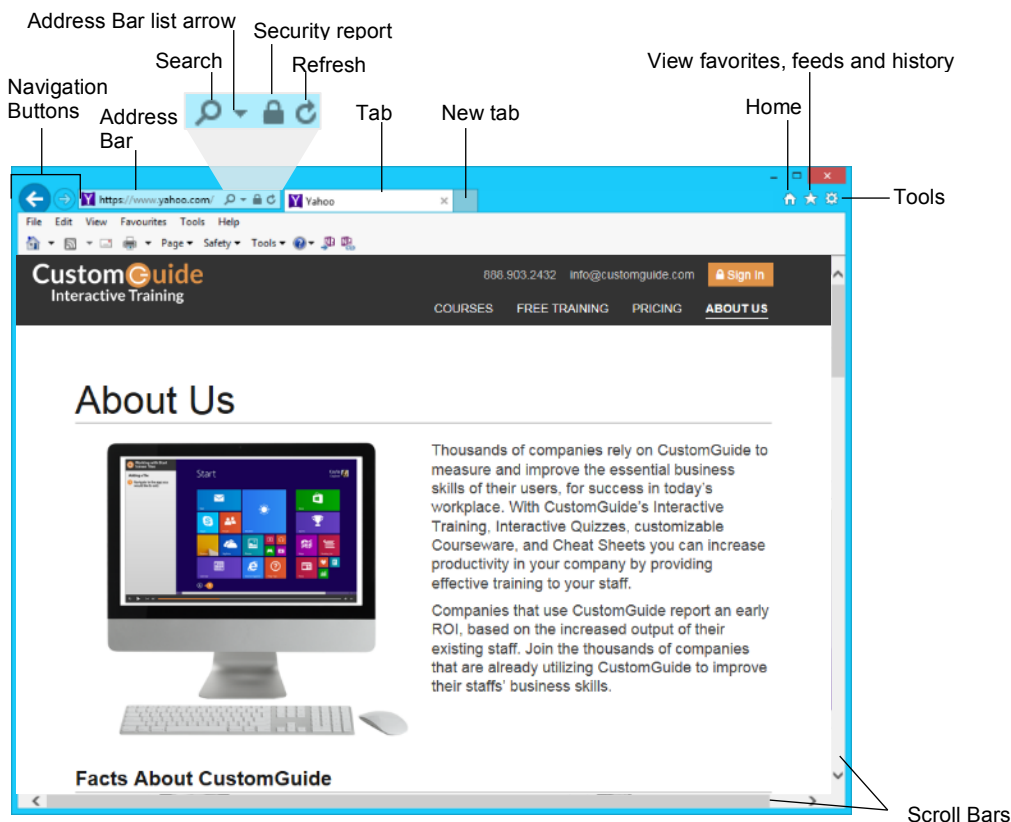 Address Bar list arrow
Security report
Search
Refresh
View favorites, feeds and history
Navigation
Buttons
Address
Bar
Tab
New tab
Home
https://www.yahoo.com/
Yahoo
Tools
File Edit View Favourites Tools Help
Page Safety Tools
CustomGuide
Interactive Training
888.903.2432 info@customguide.com Sign In
COURSES FREE TRAINING PRICING ABOUT US
About Us
Start
Thousands of companies rely on CustomGuide to
measure and improve the essential business
skills of their users, for success in today's
workplace. With CustomGuide's Interactive
Training, Interactive Quizzes, customizable
Courseware, and Cheat Sheets you can increase
productivity in your company by providing
effective training to your staff.
Companies that use CustomGuide report an early
ROI, based on the increased output of their
existing staff. Join the thousands of companies
that are already utilizing CustomGuide to improve
their staffs' business skills.
Facts About CustomGuide
Scroll Bars